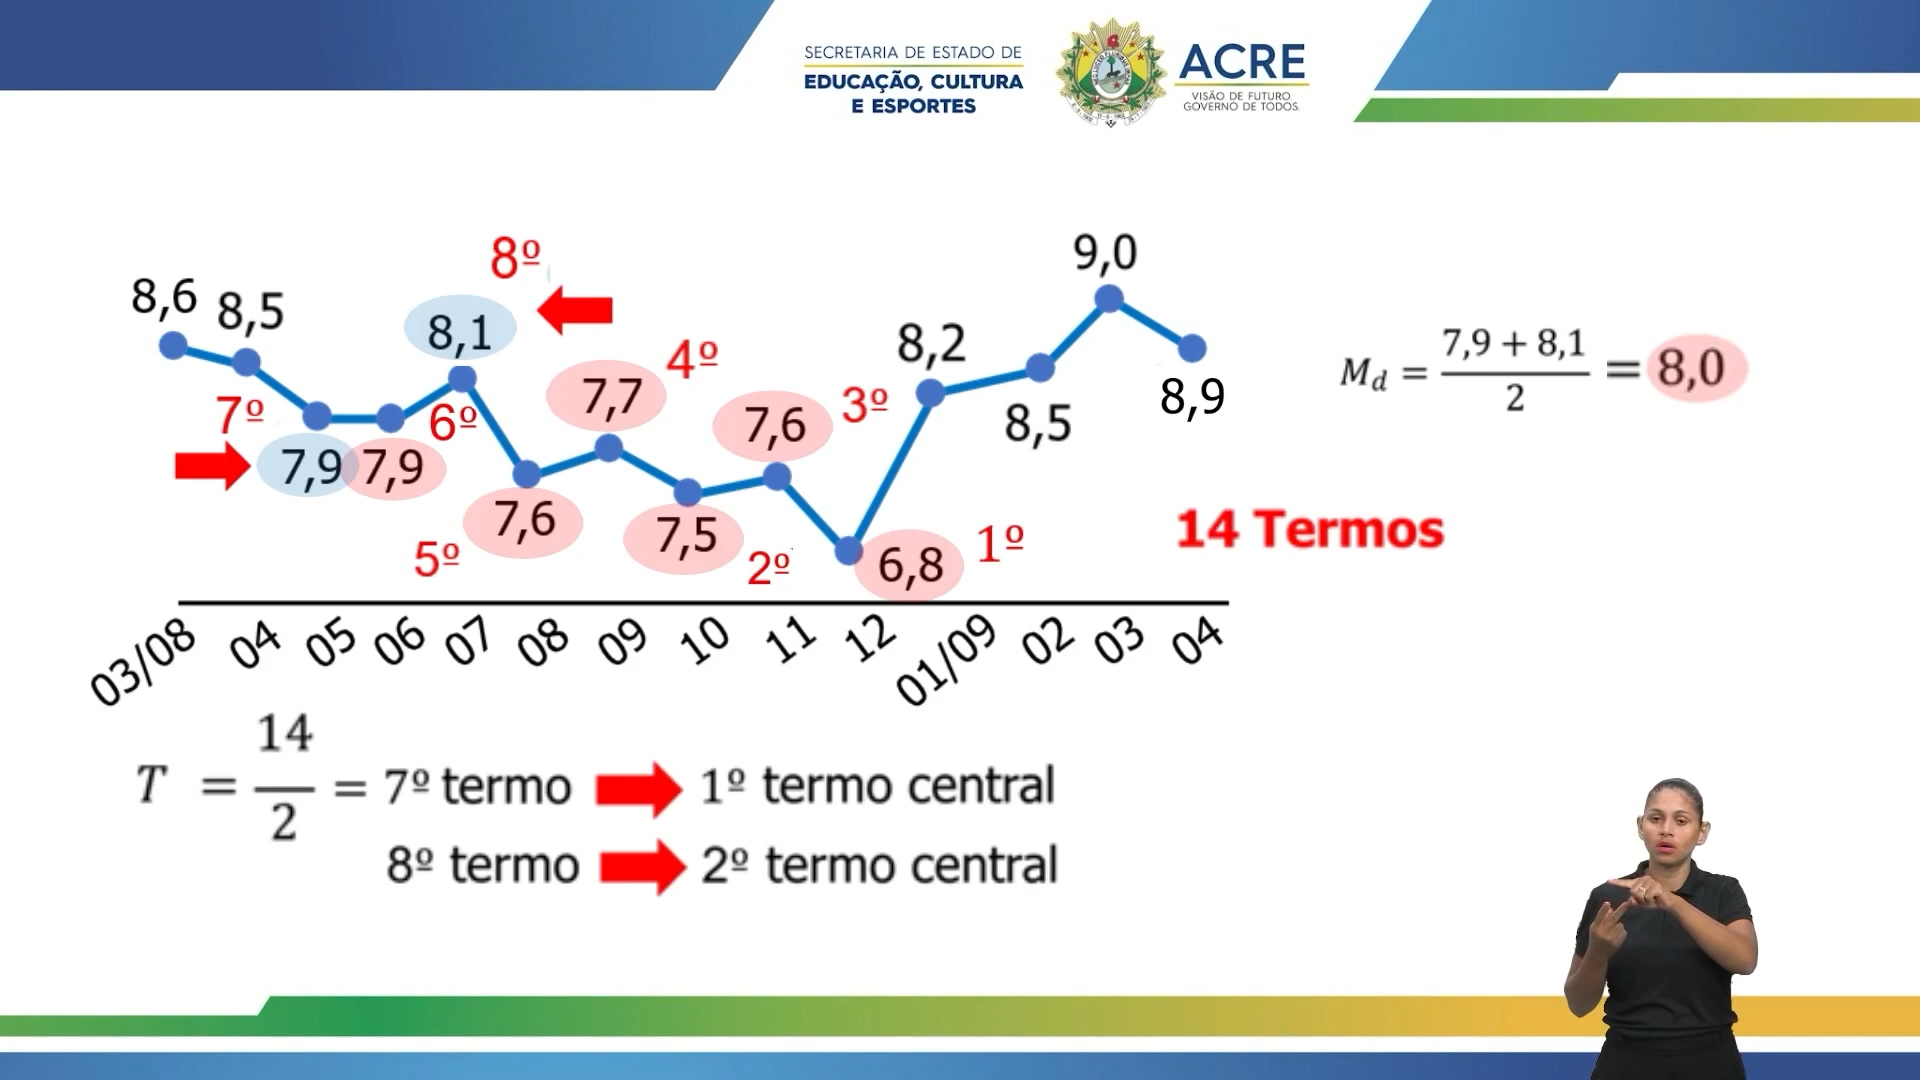 SECRETARIA DE ESTADO DE
EDUCAÇÃO, CULTURA
E ESPORTES
ACRE
VISÃO DE FUTURO.
GOVERNO DE TODOS.
8º
9,0
8,6
8,5
8,1
8,2
4º
7,7
7,6
3º
8,5
8,9
7º
6º
7,9
7,9
7,6
5º
7,5
2º
6,8
1º
03/08 04 05 06 07 08 09 10 11 12 01/09 02 03 04
Md = 7,9 + 8,1 / 2 = 8,0
14 Termos
T = 14 / 2 = 7º termo 1º termo central
8º termo 2º termo central